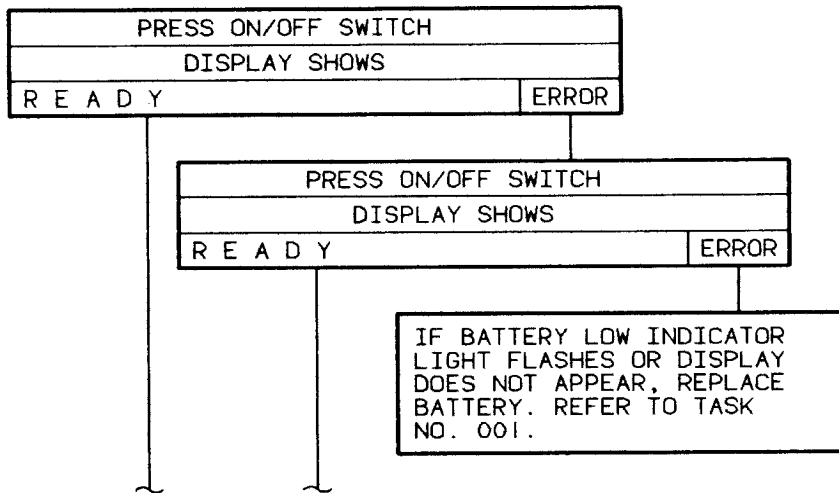 PRESS ON/OFF SWITCH
DISPLAY SHOWS
R E A D Y ERROR
PRESS ON/OFF SWITCH
DISPLAY SHOWS
R E A D Y ERROR
IF BATTERY LOW INDICATOR
LIGHT FLASHES OR DISPLAY
DOES NOT APPEAR, REPLACE
BATTERY. REFER TO TASK
NO. 001.